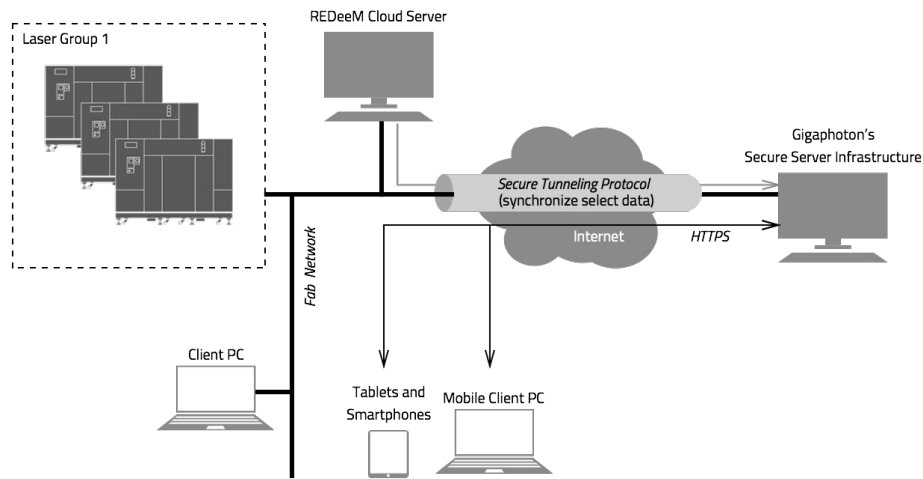 REDeeM Cloud Server
Laser Group 1
Gigaphoton's
Secure Server Infrastructure
Secure Tunneling Protocol
(synchronize select data)
Internet
HTTPS
Fab Network
Client PC
Tablets and
Smartphones
Mobile Client PC